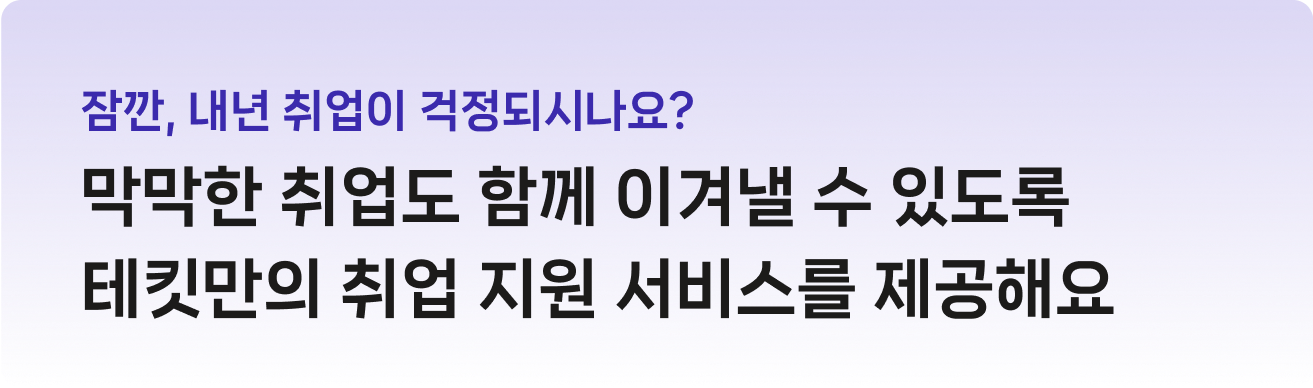 잠깐, 내년 취업이 걱정되시나요?
막막한 취업도 함께 이겨낼 수 있도록
테킷만의 취업 지원 서비스를 제공해요